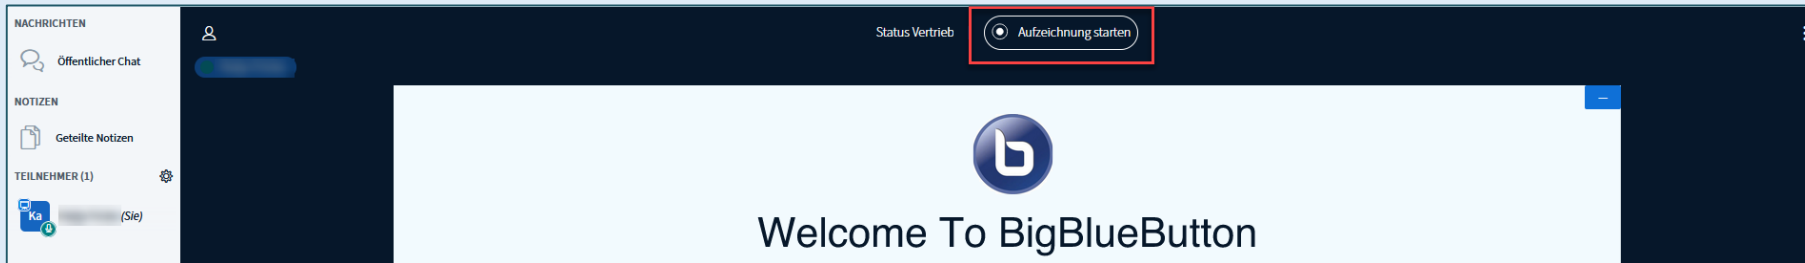 NACHRICHTEN
Öffentlicher Chat
NOTIZEN
Geteilte Notizen
TEILNEHMER (1)
Ka (Sie)
Status Vertrieb
Aufzeichnung starten
Welcome To BigBlueButton